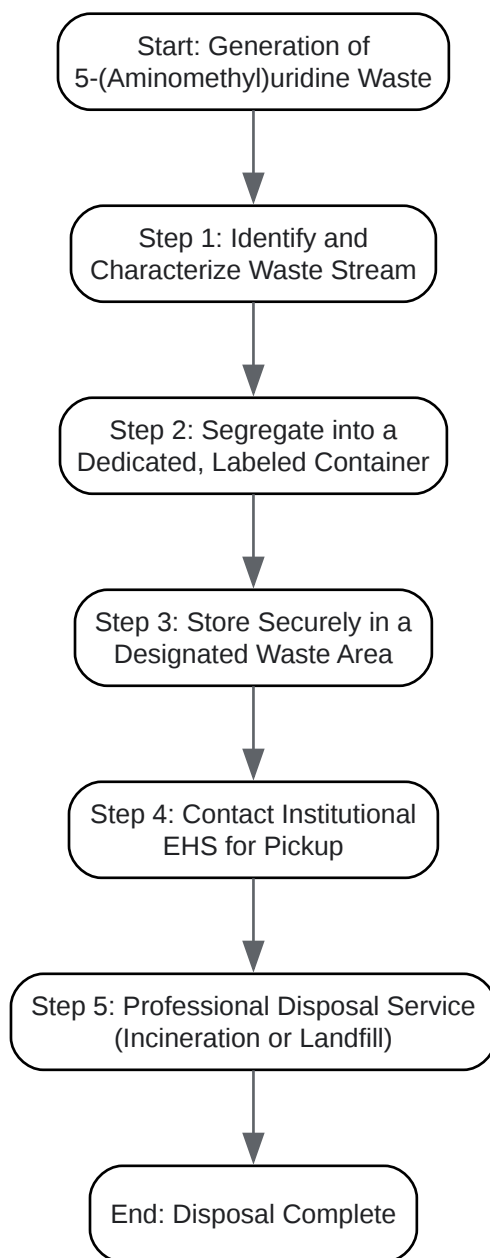 Start: Generation of
5-(Aminomethyl)uridine Waste
Step 1: Identify and
Characterize Waste Stream
Step 2: Segregate into a
Dedicated, Labeled Container
Step 3: Store Securely in a
Designated Waste Area
Step 4: Contact Institutional
EHS for Pickup
Step 5: Professional Disposal Service
(Incineration or Landfill)
End: Disposal Complete